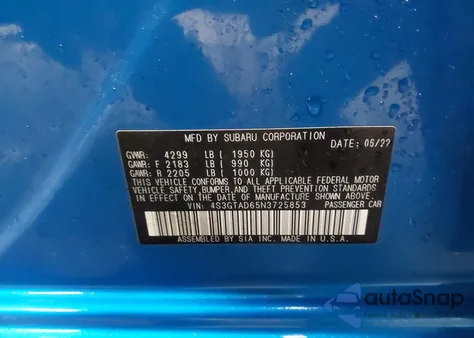 MFD BY SUBARU CORPORATION
DATE: 06/22
GVWR: 4299 LB ( 1950 KG)
GAWR: F 2183 LB ( 990 KG)
GAWR: R 2205 LB ( 1000 KG)
THIS VEHICLE CONFORMS TO ALL APPLICABLE FEDERAL MOTOR
VEHICLE SAFETY, BUMPER, AND THEFT PREVENTION STANDARDS
IN EFFECT ON THE DATE OF MANUFACTURE SHOWN ABOVE.
VIN: 4S3GTAD65N3725853 PASSENGER CAR
ASSEMBLED BY SIA INC. MADE IN U.S.A.
autoSnap